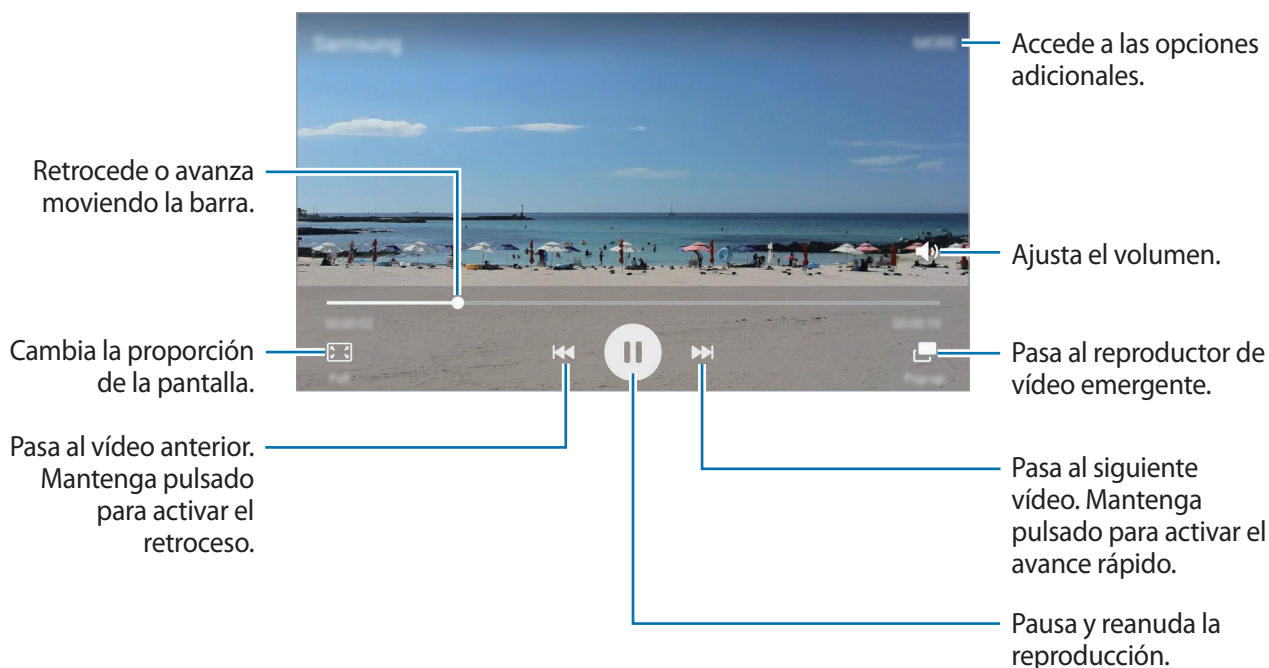 Samsung
MORE
Accede a las opciones
adicionales.
Retrocede o avanza
moviendo la barra.
Ajusta el volumen.
Cambia la proporción
de la pantalla.
Pasa al reproductor de
vídeo emergente.
Pasa al vídeo anterior.
Mantenga pulsado
para activar el
retroceso.
Pasa al siguiente
vídeo. Mantenga
pulsado para activar el
avance rápido.
Pausa y reanuda la
reproducción.